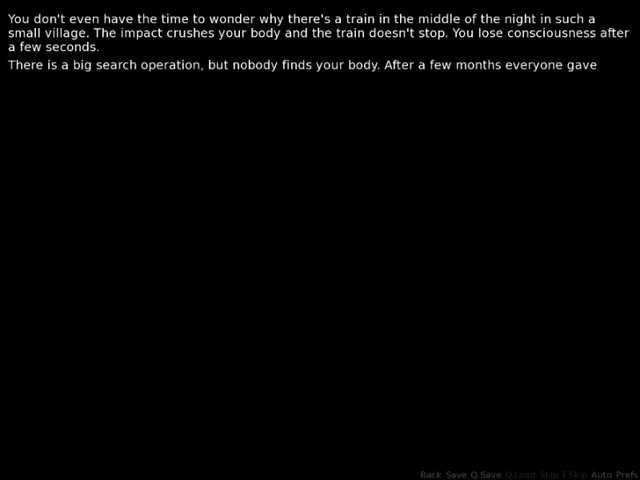 You don't even have the time to wonder why there's a train in the middle of the night in such a
small village. The impact crushes your body and the train doesn't stop. You lose consciousness after
a few seconds.
There is a big search operation, but nobody finds your body. After a few months everyone gave
Back Save Q.Save Q.Load Skip F.Skip Auto Prefs